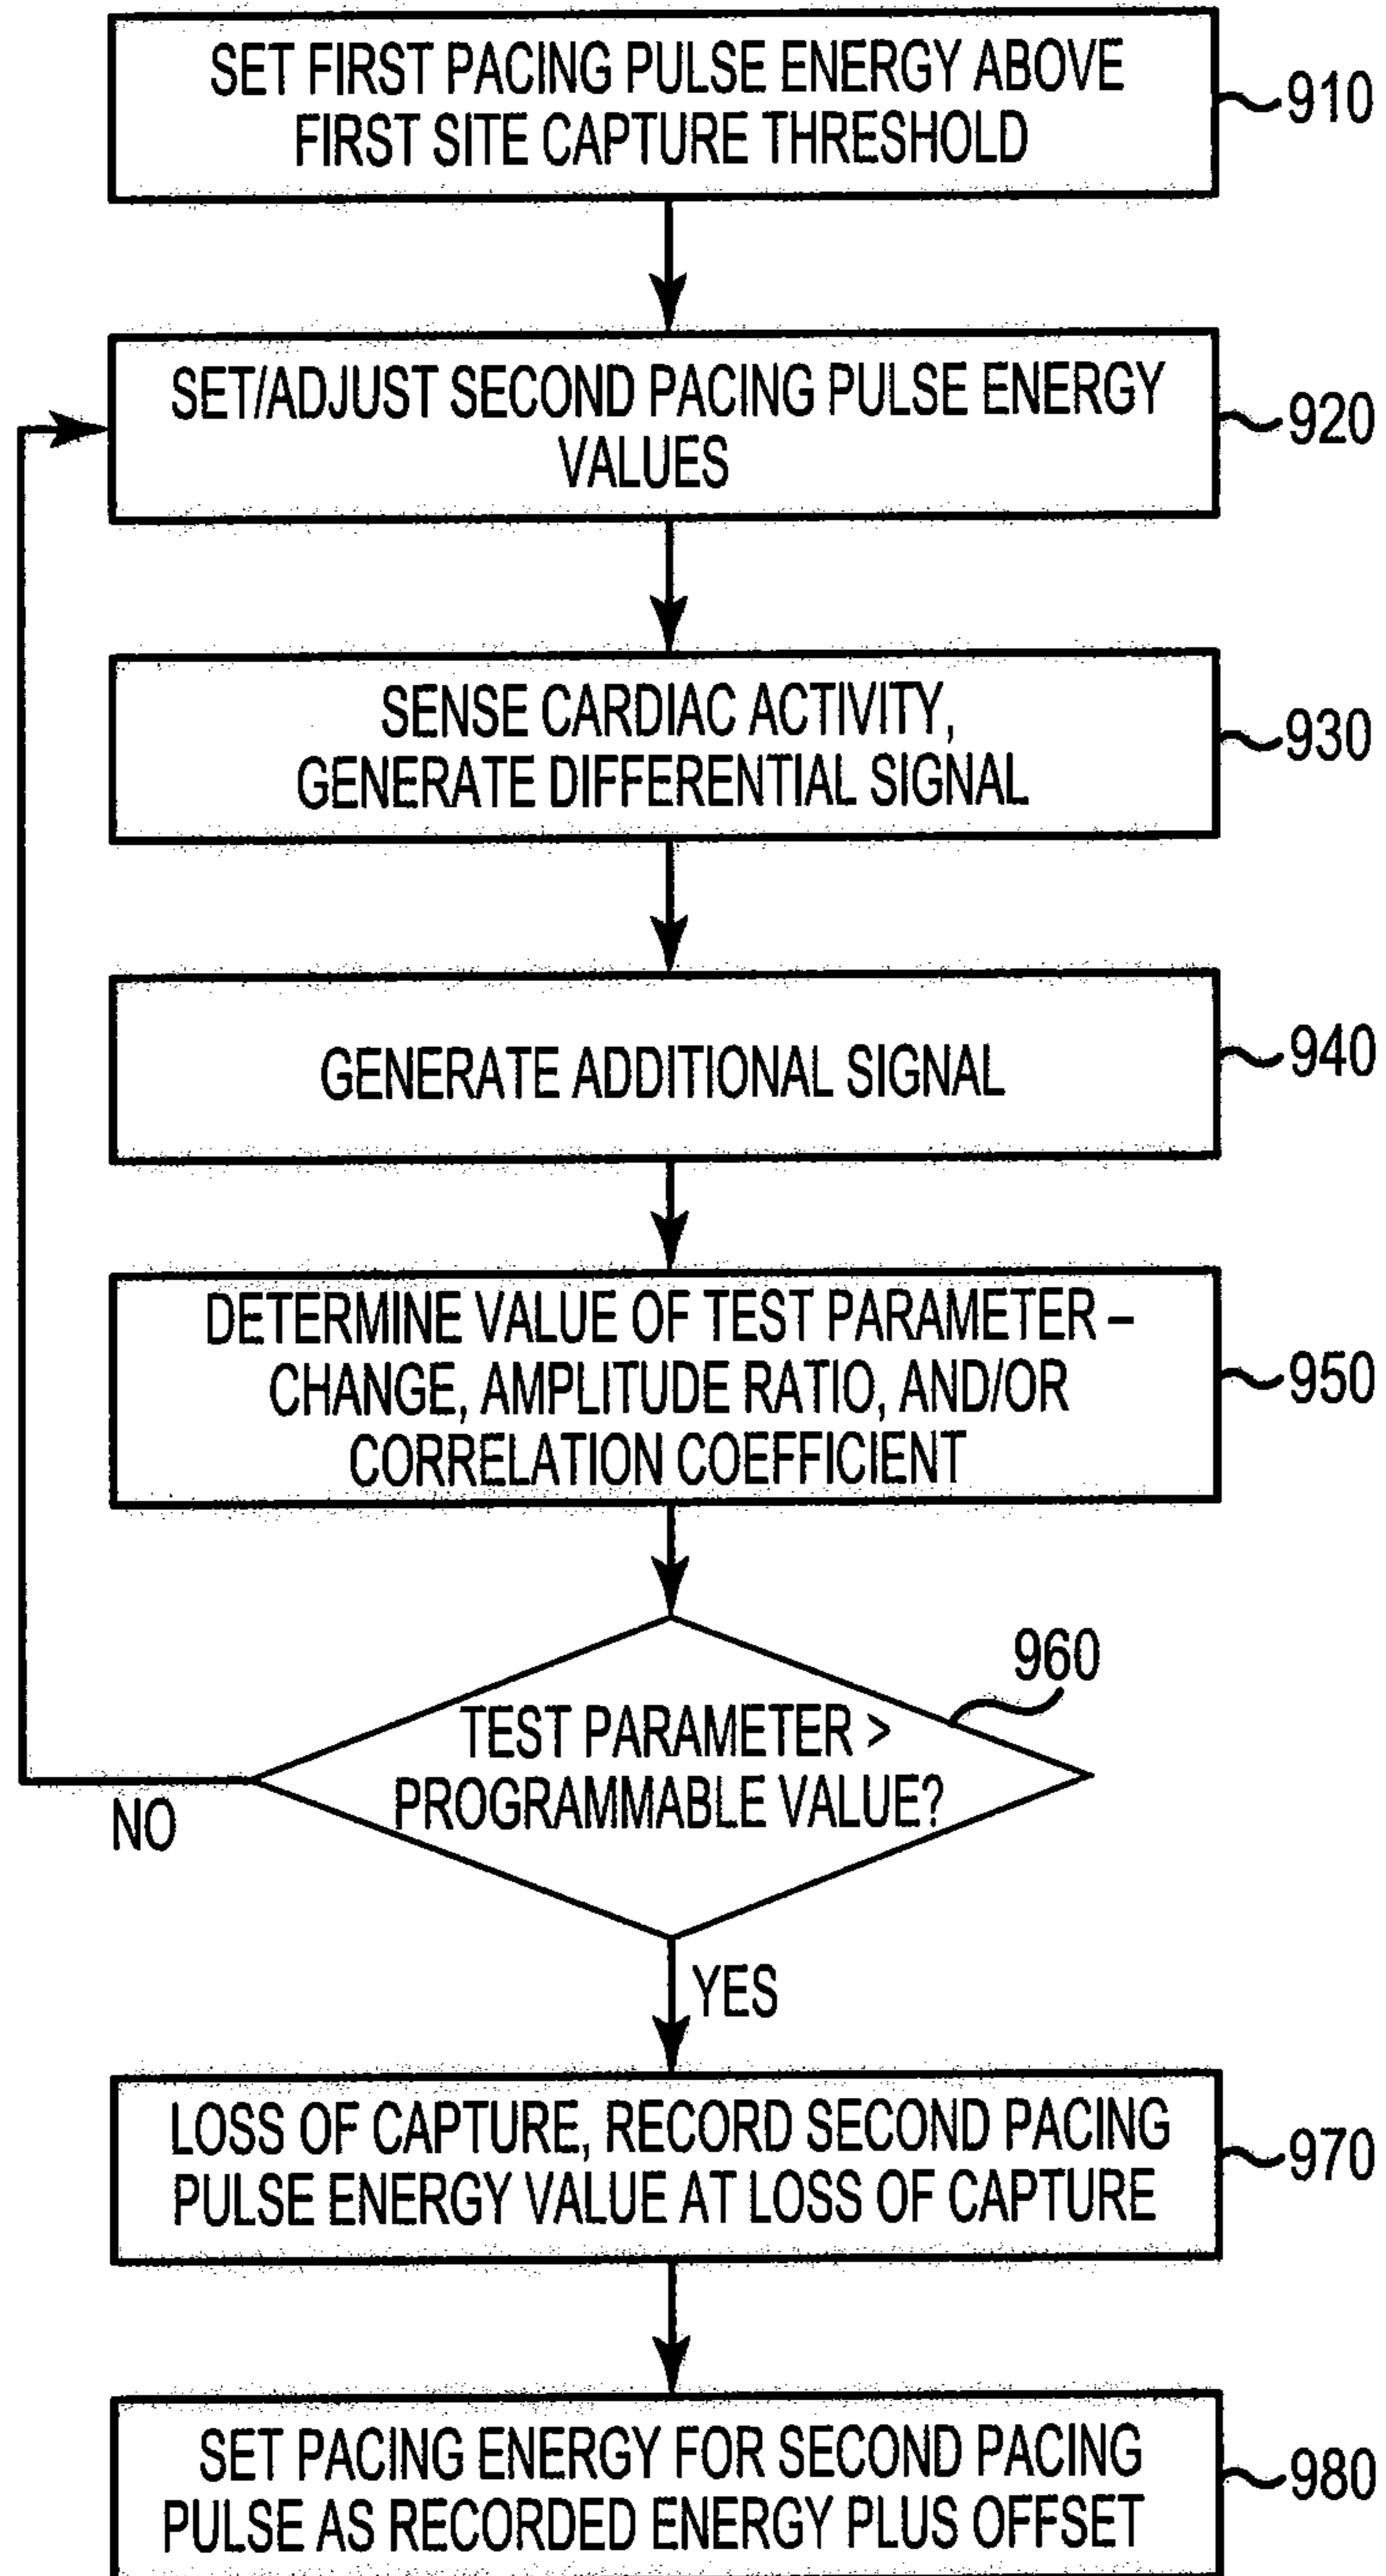 SET FIRST PACING PULSE ENERGY ABOVE
FIRST SITE CAPTURE THRESHOLD
910
SET/ADJUST SECOND PACING PULSE ENERGY
VALUES
920
SENSE CARDIAC ACTIVITY,
GENERATE DIFFERENTIAL SIGNAL
930
GENERATE ADDITIONAL SIGNAL
940
DETERMINE VALUE OF TEST PARAMETER –
CHANGE, AMPLITUDE RATIO, AND/OR
CORRELATION COEFFICIENT
950
960
TEST PARAMETER >
PROGRAMMABLE VALUE?
NO
YES
LOSS OF CAPTURE, RECORD SECOND PACING
PULSE ENERGY VALUE AT LOSS OF CAPTURE
970
SET PACING ENERGY FOR SECOND PACING
PULSE AS RECORDED ENERGY PLUS OFFSET
980